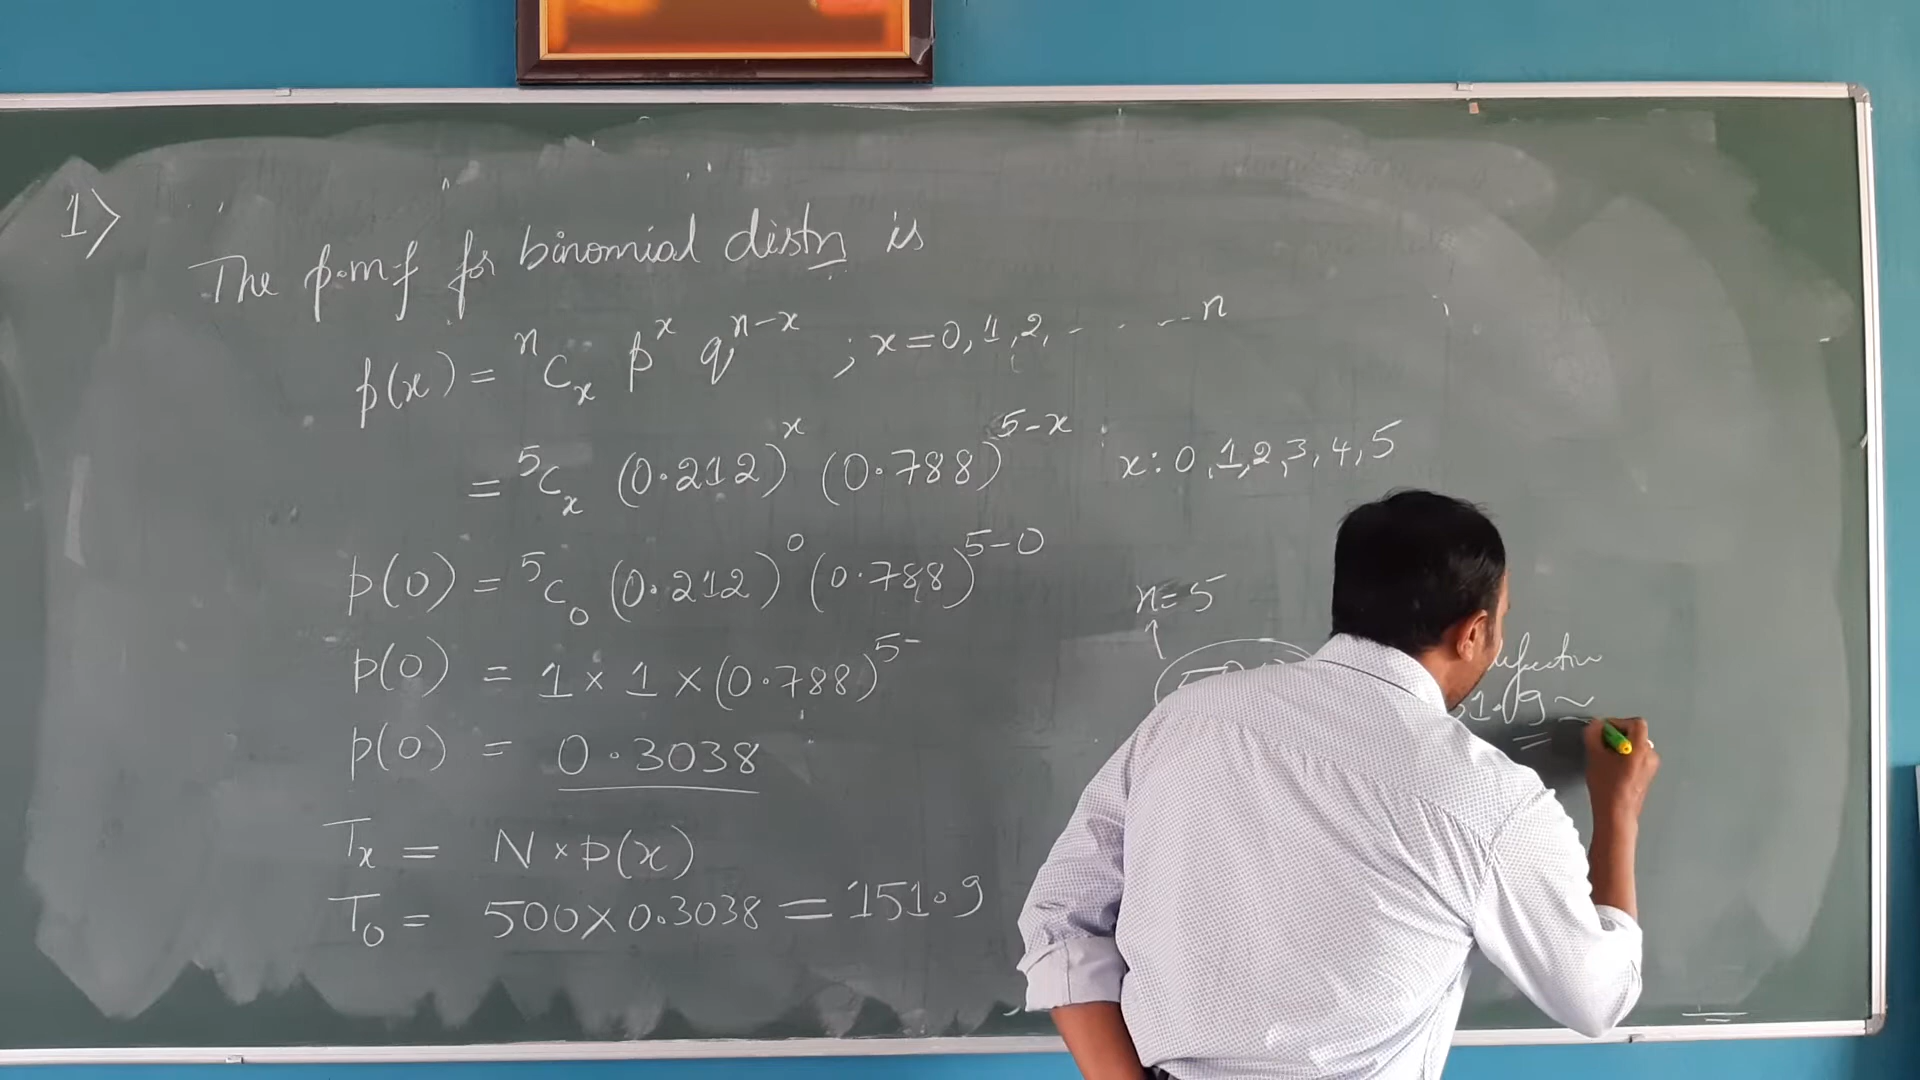 1)
The p.m.f for binomial distn is
p(x) = ⁿCₓ pˣ qⁿ⁻ˣ ; x=0,1,2, - - - -- n
= ⁵Cₓ (0.212)ˣ (0.788)⁵⁻ˣ x: 0,1,2,3,4,5
p(0) = ⁵C₀ (0.212)⁰ (0.788)⁵⁻⁰
n=5
p(0) = 1 × 1 × (0.788)⁵⁻
p(0) = 0.3038
Tₓ = N × p(x)
T₀ = 500 × 0.3038 = 151.9